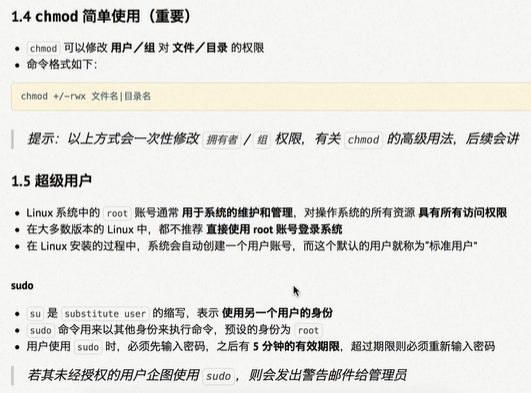 1.4 chmod 简单使用（重要）
• chmod 可以修改 用户／组 对 文件／目录 的权限
• 命令格式如下：
chmod +/-rwx 文件名|目录名
提示：以上方式会一次性修改 拥有者 / 组 权限，有关 chmod 的高级用法，后续会讲
1.5 超级用户
• Linux 系统中的 root 账号通常 用于系统的维护和管理，对操作系统的所有资源 具有所有访问权限
• 在大多数版本的 Linux 中，都不推荐 直接使用 root 账号登录系统
• 在 Linux 安装的过程中，系统会自动创建一个用户账号，而这个默认的用户就称为“标准用户”
sudo
• su 是 substitute user 的缩写，表示 使用另一个用户的身份
• sudo 命令用来以其他身份来执行命令，预设的身份为 root
• 用户使用 sudo 时，必须先输入密码，之后有 5 分钟的有效期限，超过期限则必须重新输入密码
若其未经授权的用户企图使用 sudo，则会发出警告邮件给管理员